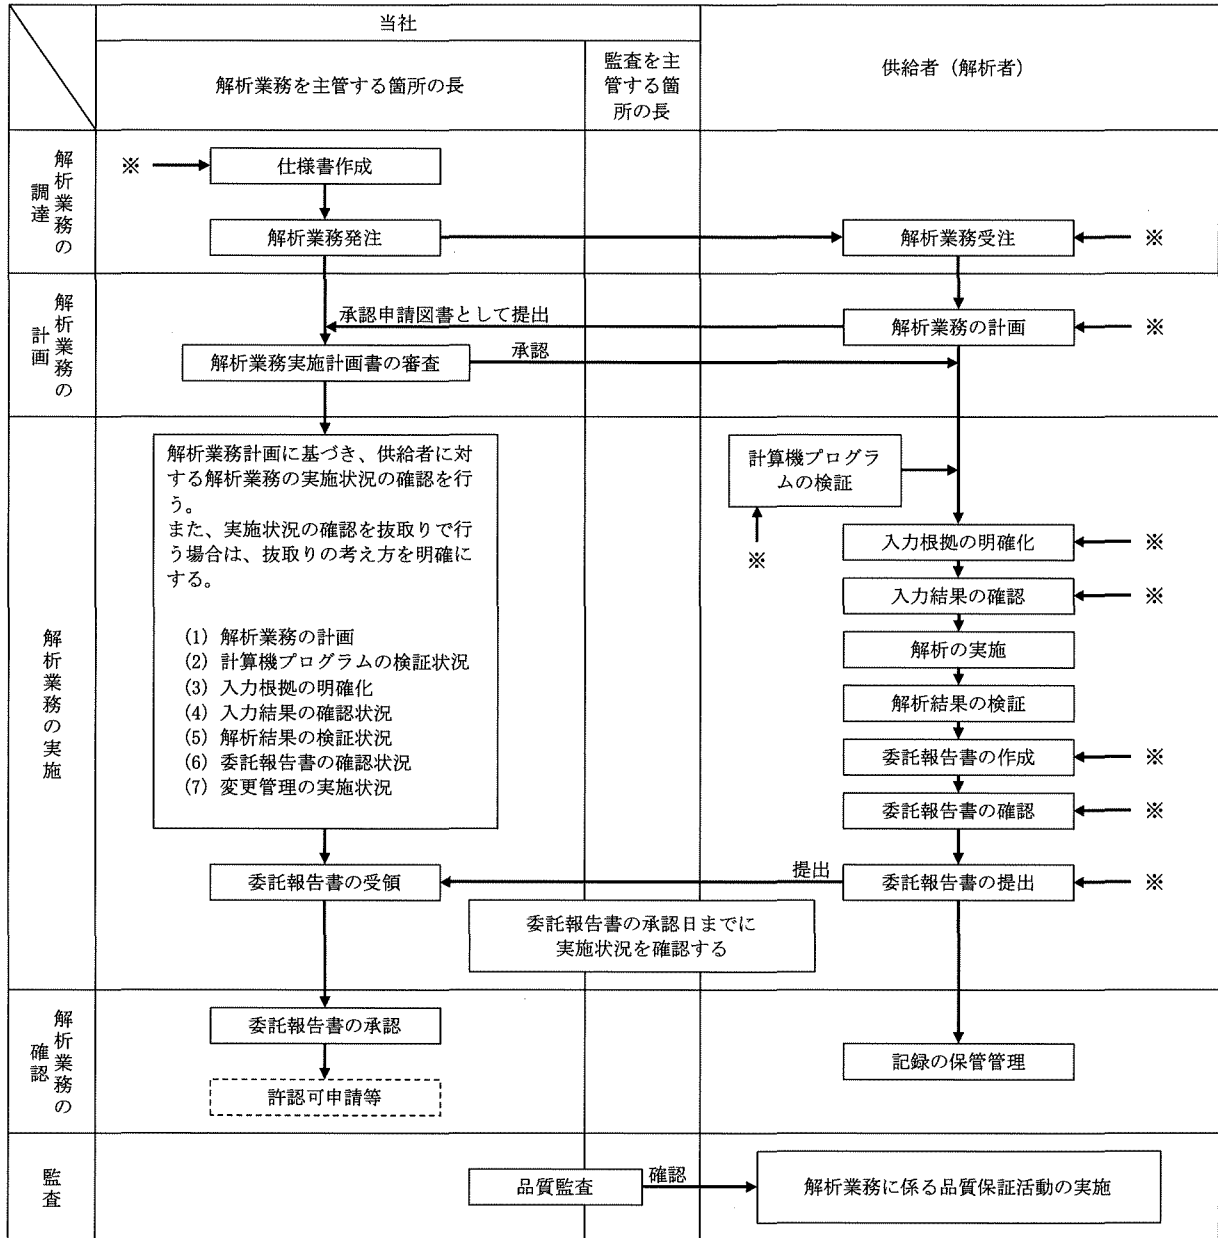 当社
解析業務を主管する箇所の長
監査を主
管する箇
所の長
供給者（解析者）
解析業務の
調達
※
仕様書作成
解析業務発注
解析業務受注
※
解析業務の
計画
承認申請図書として提出
解析業務の計画
※
解析業務実施計画書の審査
承認
解析業務の実施
解析業務計画に基づき、供給者に対
する解析業務の実施状況の確認を行
う。
また、実施状況の確認を抜取りで行
う場合は、抜取りの考え方を明確に
する。
(1) 解析業務の計画
(2) 計算機プログラムの検証状況
(3) 入力根拠の明確化
(4) 入力結果の確認状況
(5) 解析結果の検証状況
(6) 委託報告書の確認状況
(7) 変更管理の実施状況
計算機プログラ
ムの検証
※
入力根拠の明確化
※
入力結果の確認
※
解析の実施
解析結果の検証
委託報告書の作成
※
委託報告書の確認
※
委託報告書の受領
提出
委託報告書の提出
※
委託報告書の承認日までに
実施状況を確認する
解析業務の
確認
委託報告書の承認
記録の保管管理
許認可申請等
監査
品質監査
確認
解析業務に係る品質保証活動の実施